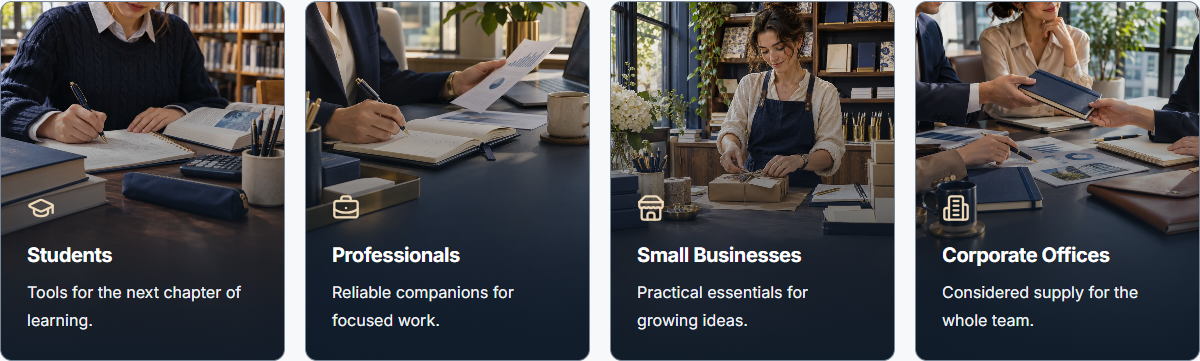 Students
Tools for the next chapter of
learning.
Professionals
Reliable companions for
focused work.
Small Businesses
Practical essentials for
growing ideas.
Corporate Offices
Considered supply for the
whole team.